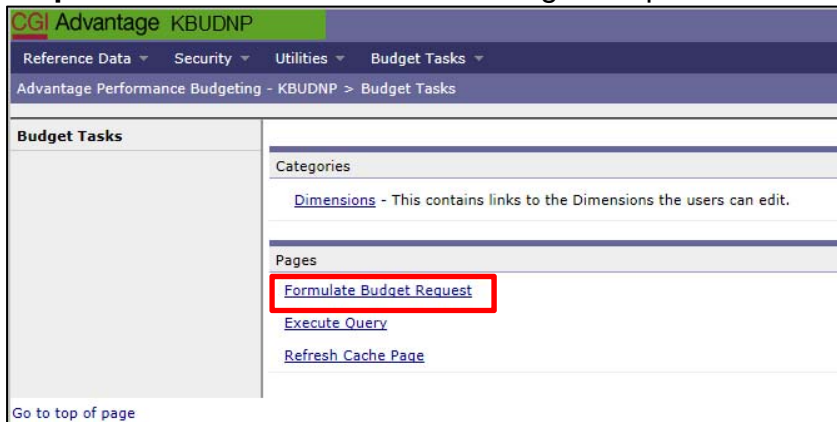 CGI Advantage KBUDNP
Reference Data Security Utilities Budget Tasks
Advantage Performance Budgeting - KBUDNP > Budget Tasks
Budget Tasks
Categories
Dimensions - This contains links to the Dimensions the users can edit.
Pages
Formulate Budget Request
Execute Query
Refresh Cache Page
Go to top of page